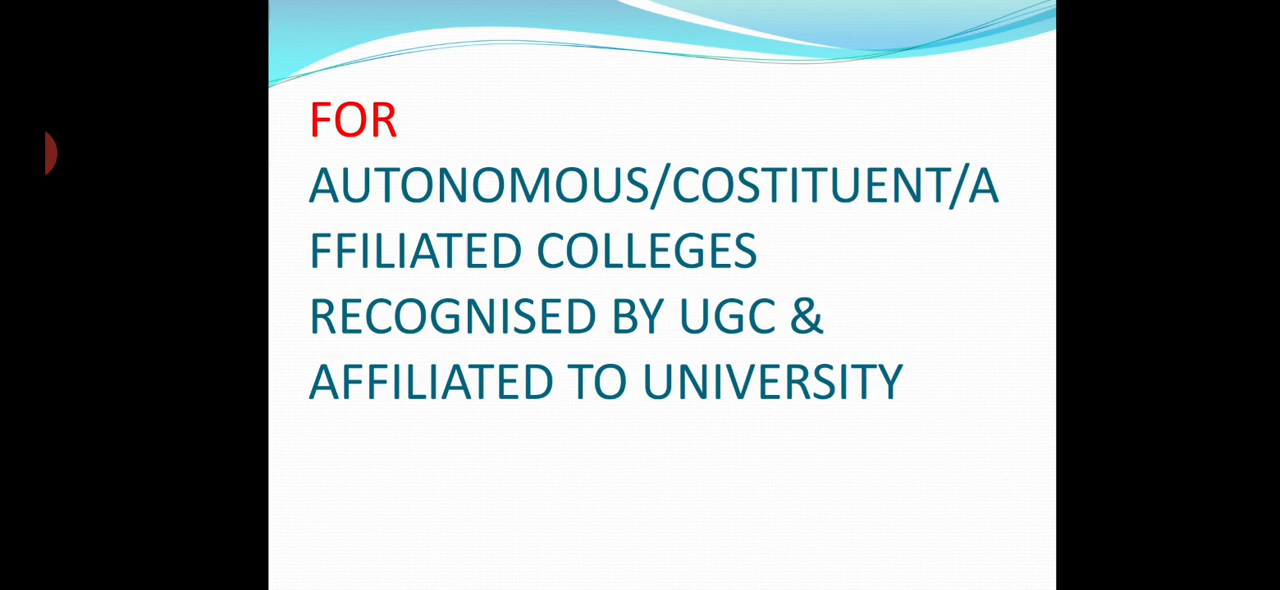 FOR
AUTONOMOUS/COSTITUENT/A
FFILIATED COLLEGES
RECOGNISED BY UGC &
AFFILIATED TO UNIVERSITY